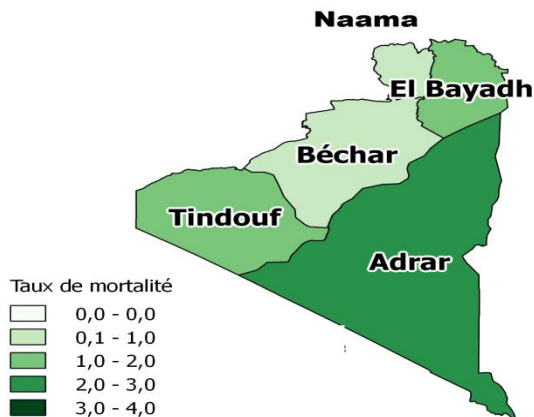 Naama
El Bayadh
Béchar
Tindouf
Adrar
Taux de mortalité
0,0 - 0,0
0,1 - 1,0
1,0 - 2,0
2,0 - 3,0
3,0 - 4,0